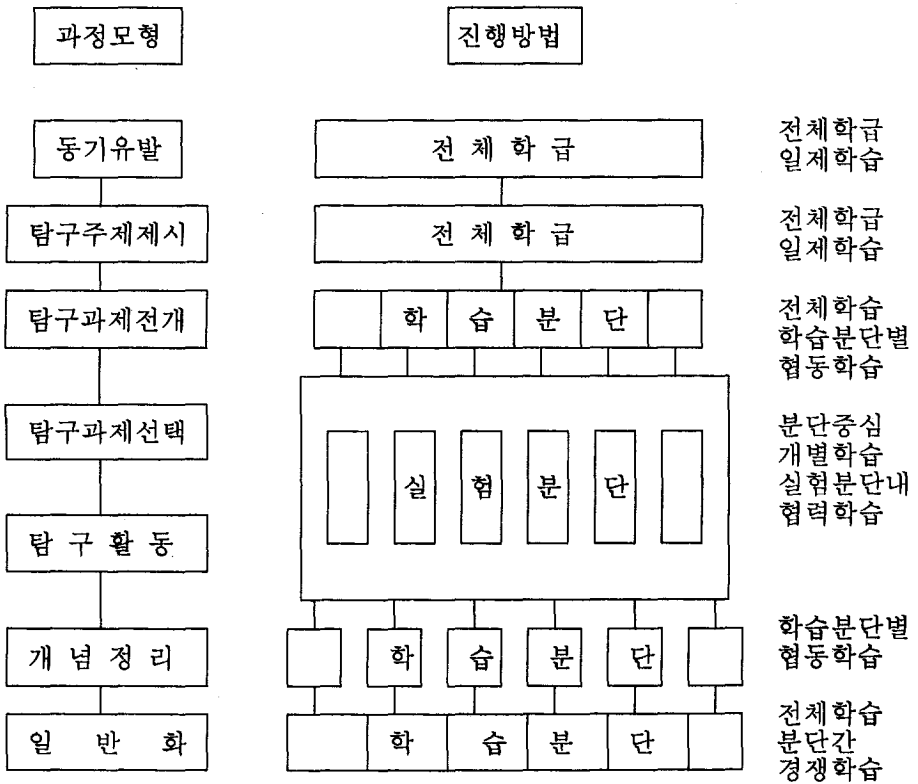 과정모형 진행방법
동기유발 전 체 학 급 전체학급
일제학습
탐구주제제시 전 체 학 급 전체학급
일제학습
탐구과제전개 학 습 분 단 전체학습
학습분단별
협동학습
탐구과제선택 분단중심
개별학습
실 험 분 단 실험분단내
협력학습
탐 구 활 동
개 념 정 리 학 습 분 단 학습분단별
협동학습
일 반 화 학 습 분 단 전체학습
분단간
경쟁학습